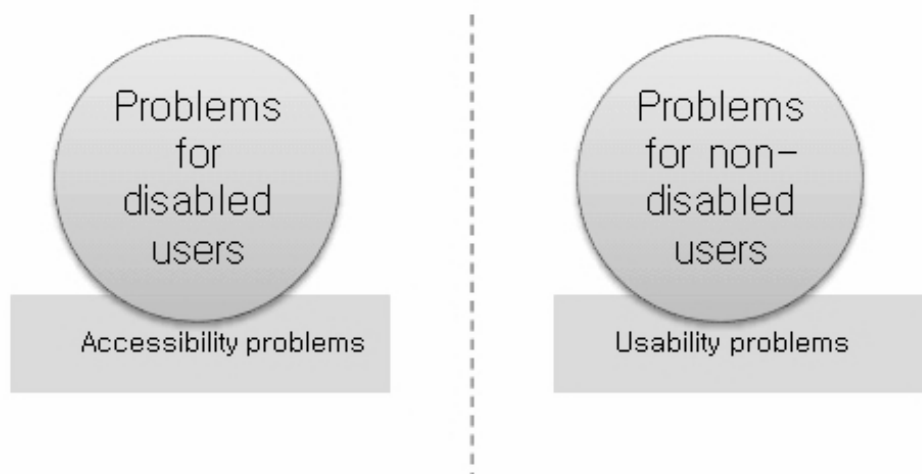 Problems
for
disabled
users
Accessibility problems
Problems
for non-
disabled
users
Usability problems